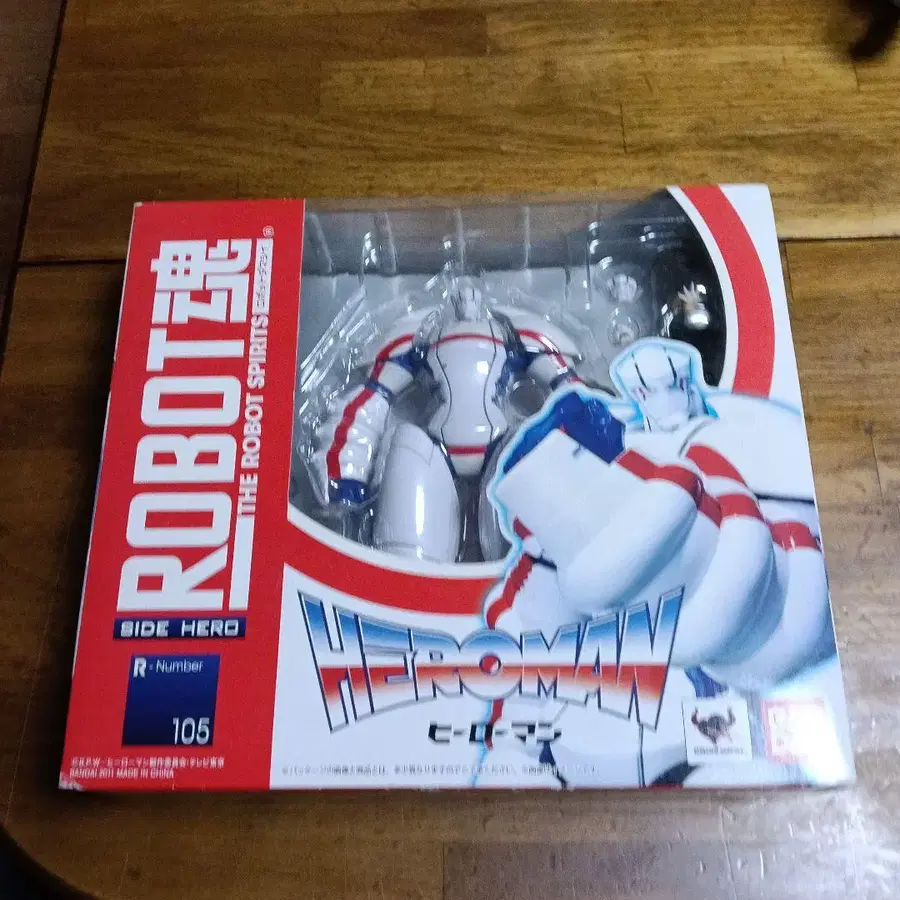 ROBOT魂
THE ROBOT SPIRITS
SIDE HERO
R-Number
105
HEROMAN
ヒーローマン
BANDAI 2011 MADE IN CHINA